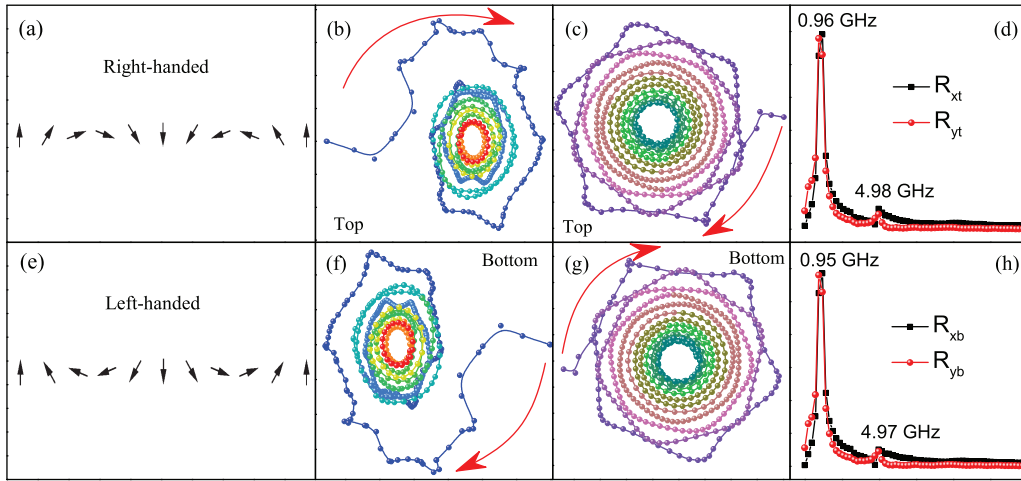 (a)
Right-handed
(b)
Top
(c)
Top
(d)
0.96 GHz
R_xt
R_yt
4.98 GHz
(e)
Left-handed
(f)
Bottom
(g)
Bottom
(h)
0.95 GHz
R_xb
R_yb
4.97 GHz